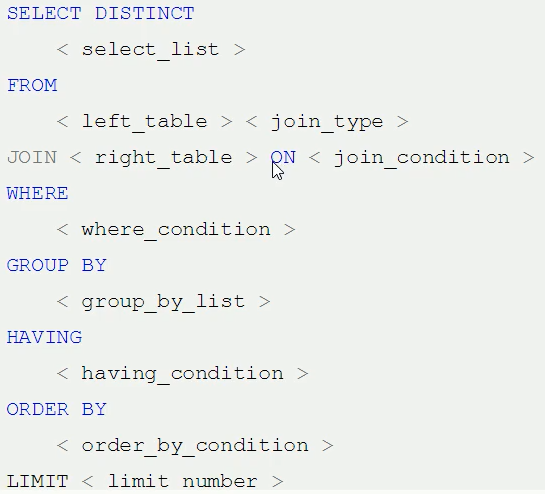 SELECT DISTINCT
< select_list >
FROM
< left_table > < join_type >
JOIN < right_table > ON < join_condition >
WHERE
< where_condition >
GROUP BY
< group_by_list >
HAVING
< having_condition >
ORDER BY
< order_by_condition >
LIMIT < limit number >